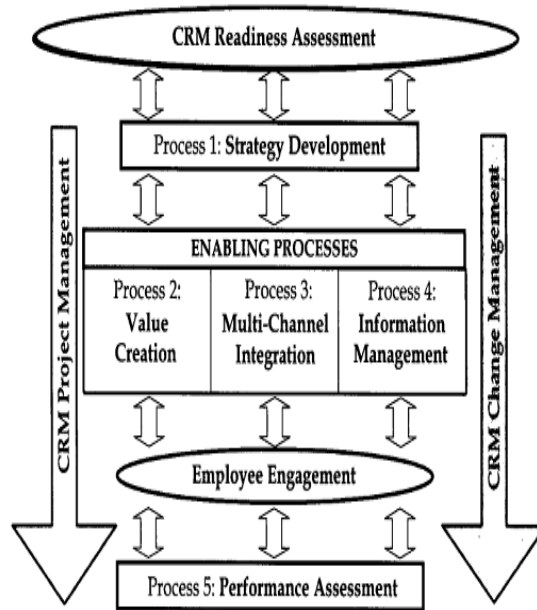 CRM Readiness Assessment
Process 1: Strategy Development
CRM Project Management
CRM Change Management
ENABLING PROCESSES
Process 2:
Value
Creation
Process 3:
Multi-Channel
Integration
Process 4:
Information
Management
Employee Engagement
Process 5: Performance Assessment